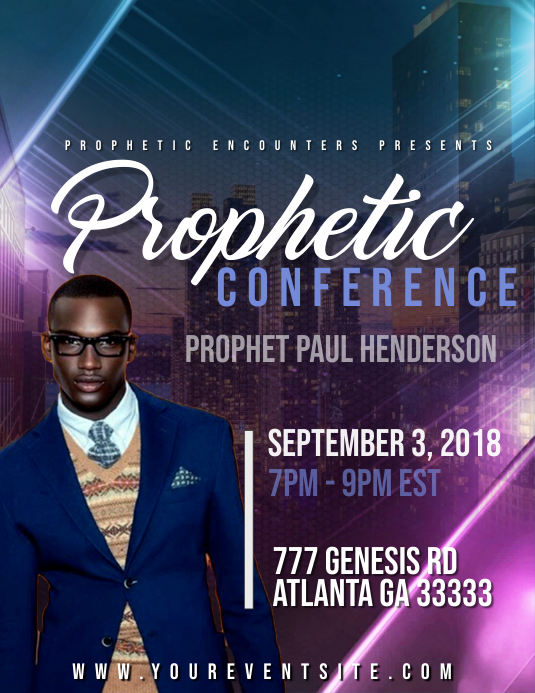 PROPHETIC ENCOUNTERS PRESENTS
Prophetic
CONFERENCE
PROPHET PAUL HENDERSON
SEPTEMBER 3, 2018
7PM - 9PM EST
777 GENESIS RD
ATLANTA GA 33333
WWW.YOUREVENTSITE.COM